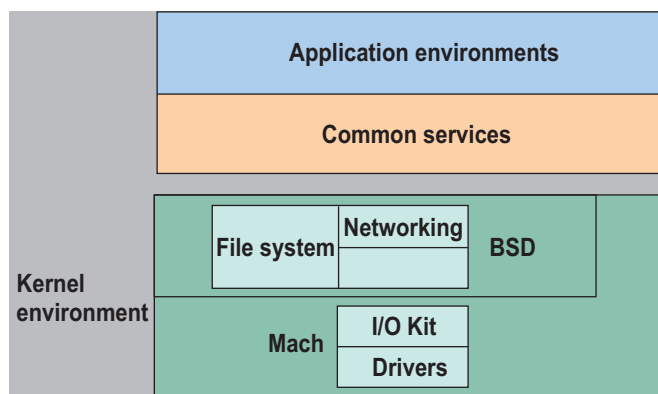 Application environments
Common services
Networking
File system
BSD
Kernel
environment
I/O Kit
Mach
Drivers